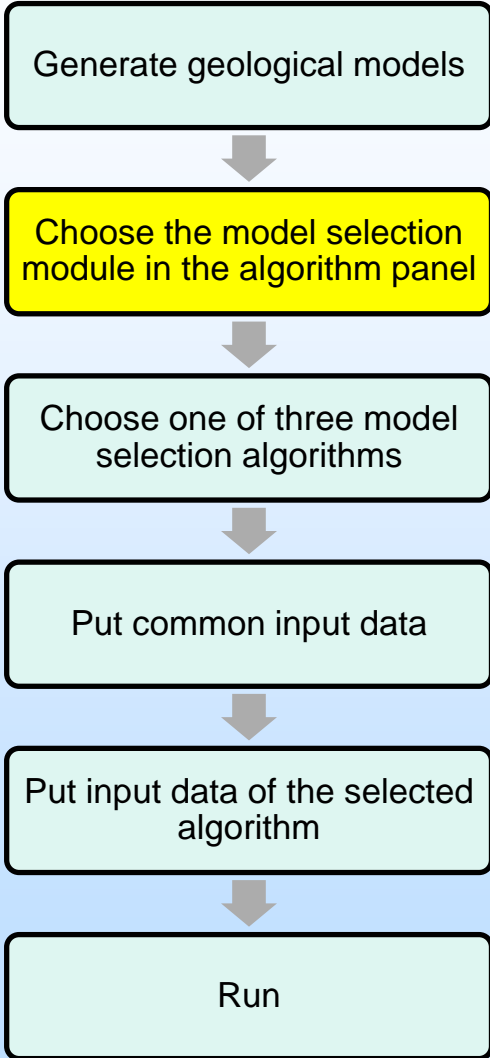 Generate geological models
Choose the model selection
module in the algorithm panel
Choose one of three model
selection algorithms
Put common input data
Put input data of the selected
algorithm
Run